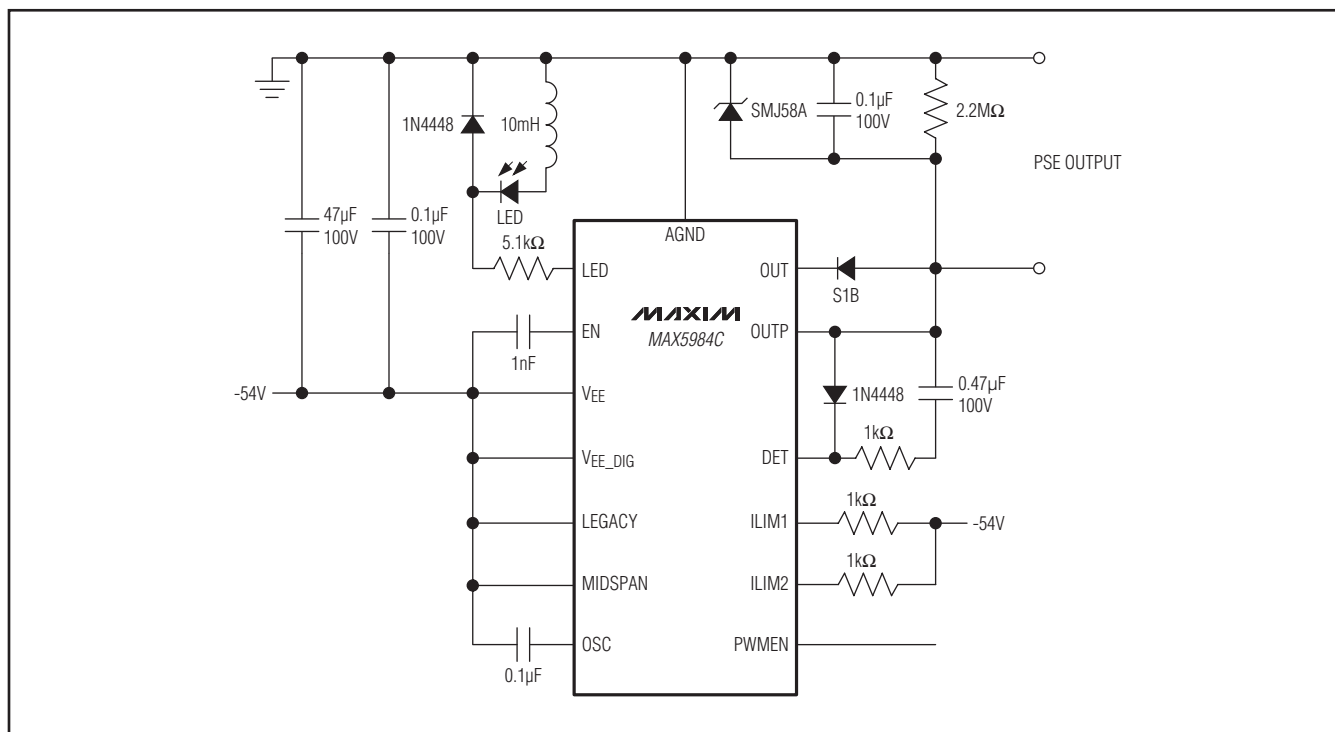 1N4448
10mH
SMJ58A
0.1µF
100V
2.2MΩ
PSE OUTPUT
47µF
100V
0.1µF
100V
LED
5.1kΩ
AGND
LED
OUT
S1B
MAXIM
MAX5984C
EN
1nF
OUTP
-54V
VEE
1N4448
0.47µF
100V
1kΩ
VEE_DIG
DET
LEGACY
1kΩ
ILIM1
-54V
MIDSPAN
1kΩ
ILIM2
OSC
0.1µF
PWMEN